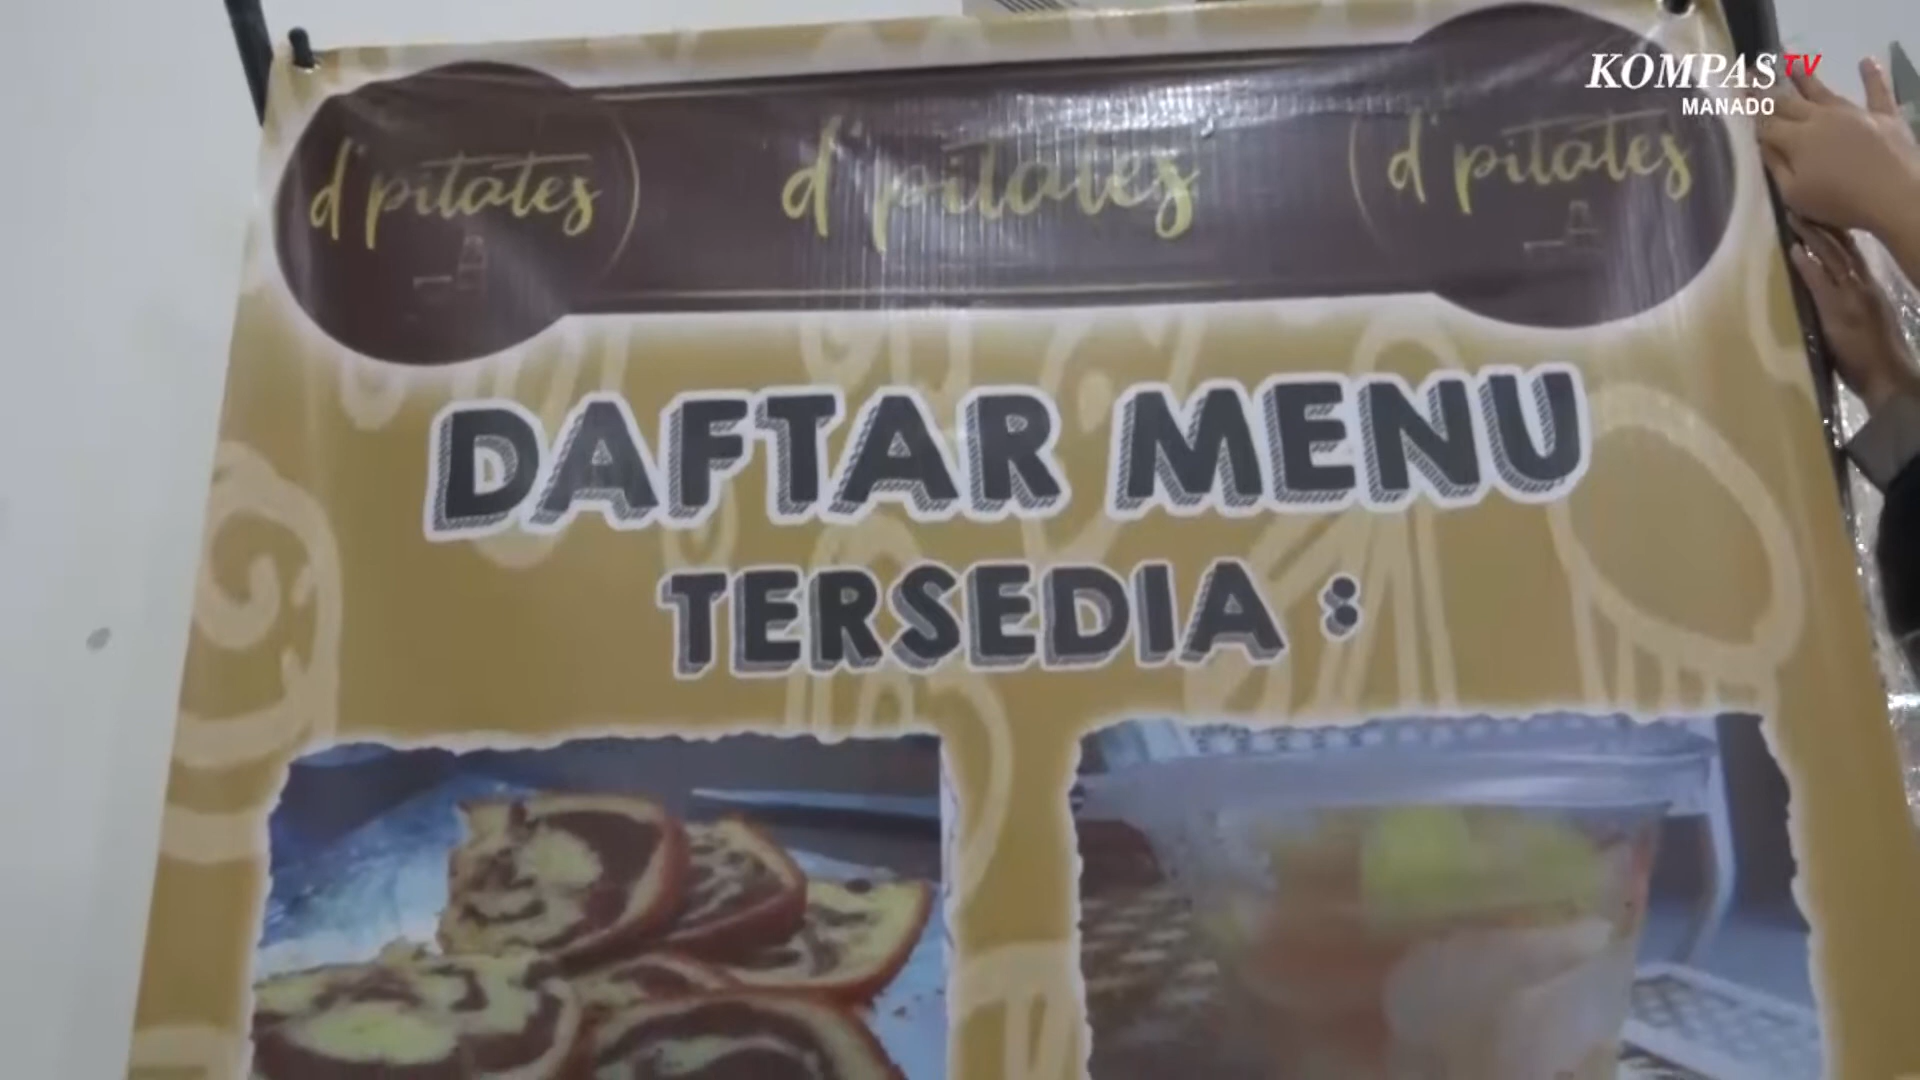 KOMPAS TV
MANADO
d'pitates d'pitates d'pitates
DAFTAR MENU
TERSEDIA :